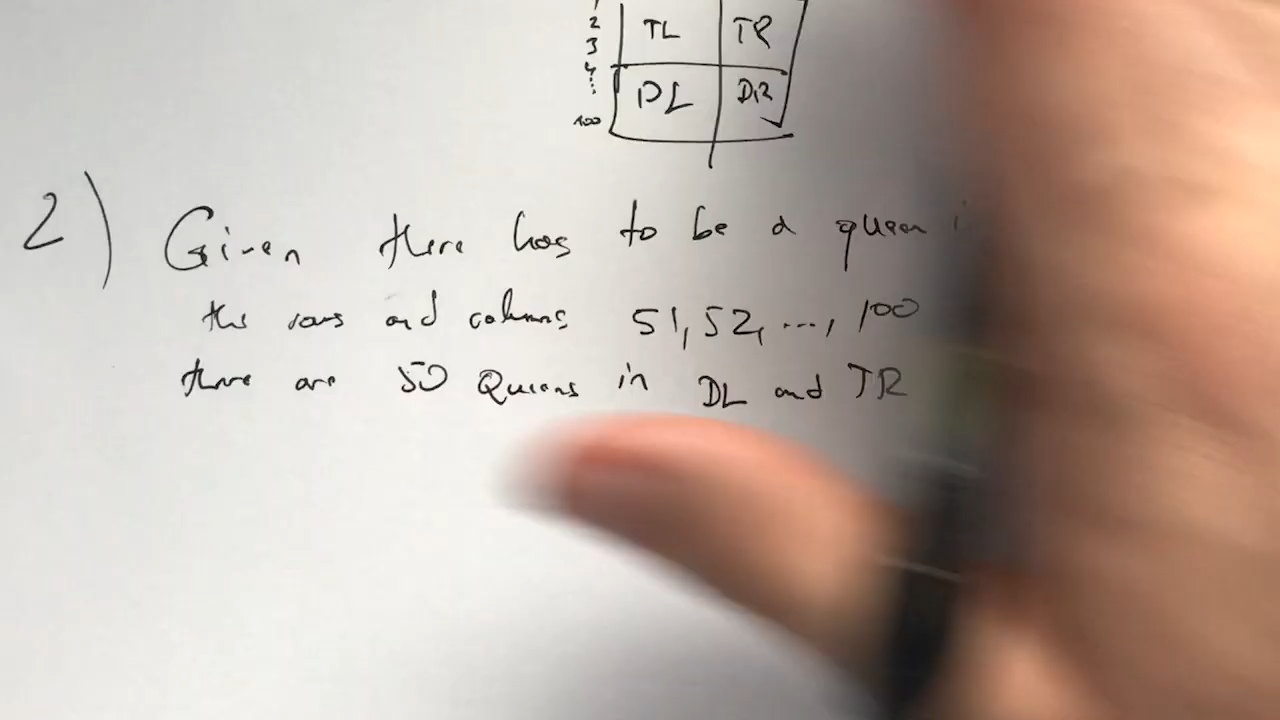 2 TL TR
3
4
⋮ DL DR
100
2) Given there has to be a queen
the rows and columns 51, 52, ..., 100
there are 50 Queens in DL and TR